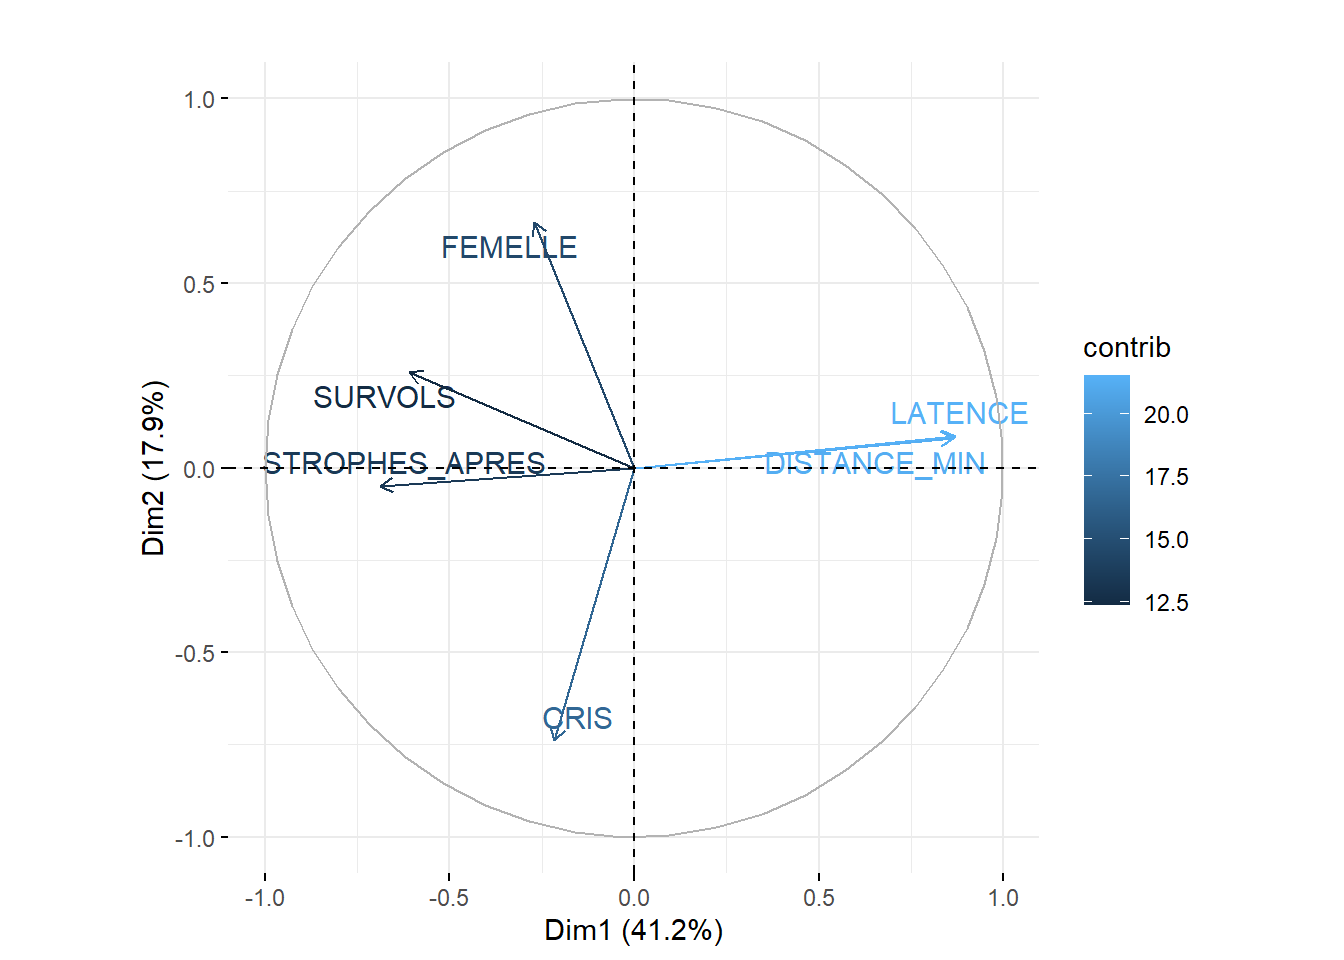 1.0
0.5
0.0
-0.5
-1.0
Dim2 (17.9%)
FEMELLE
SURVOLS
STROPHES_APRES
LATENCE
DISTANCE_MIN
CRIS
-1.0
-0.5
0.0
0.5
1.0
Dim1 (41.2%)
contrib
20.0
17.5
15.0
12.5